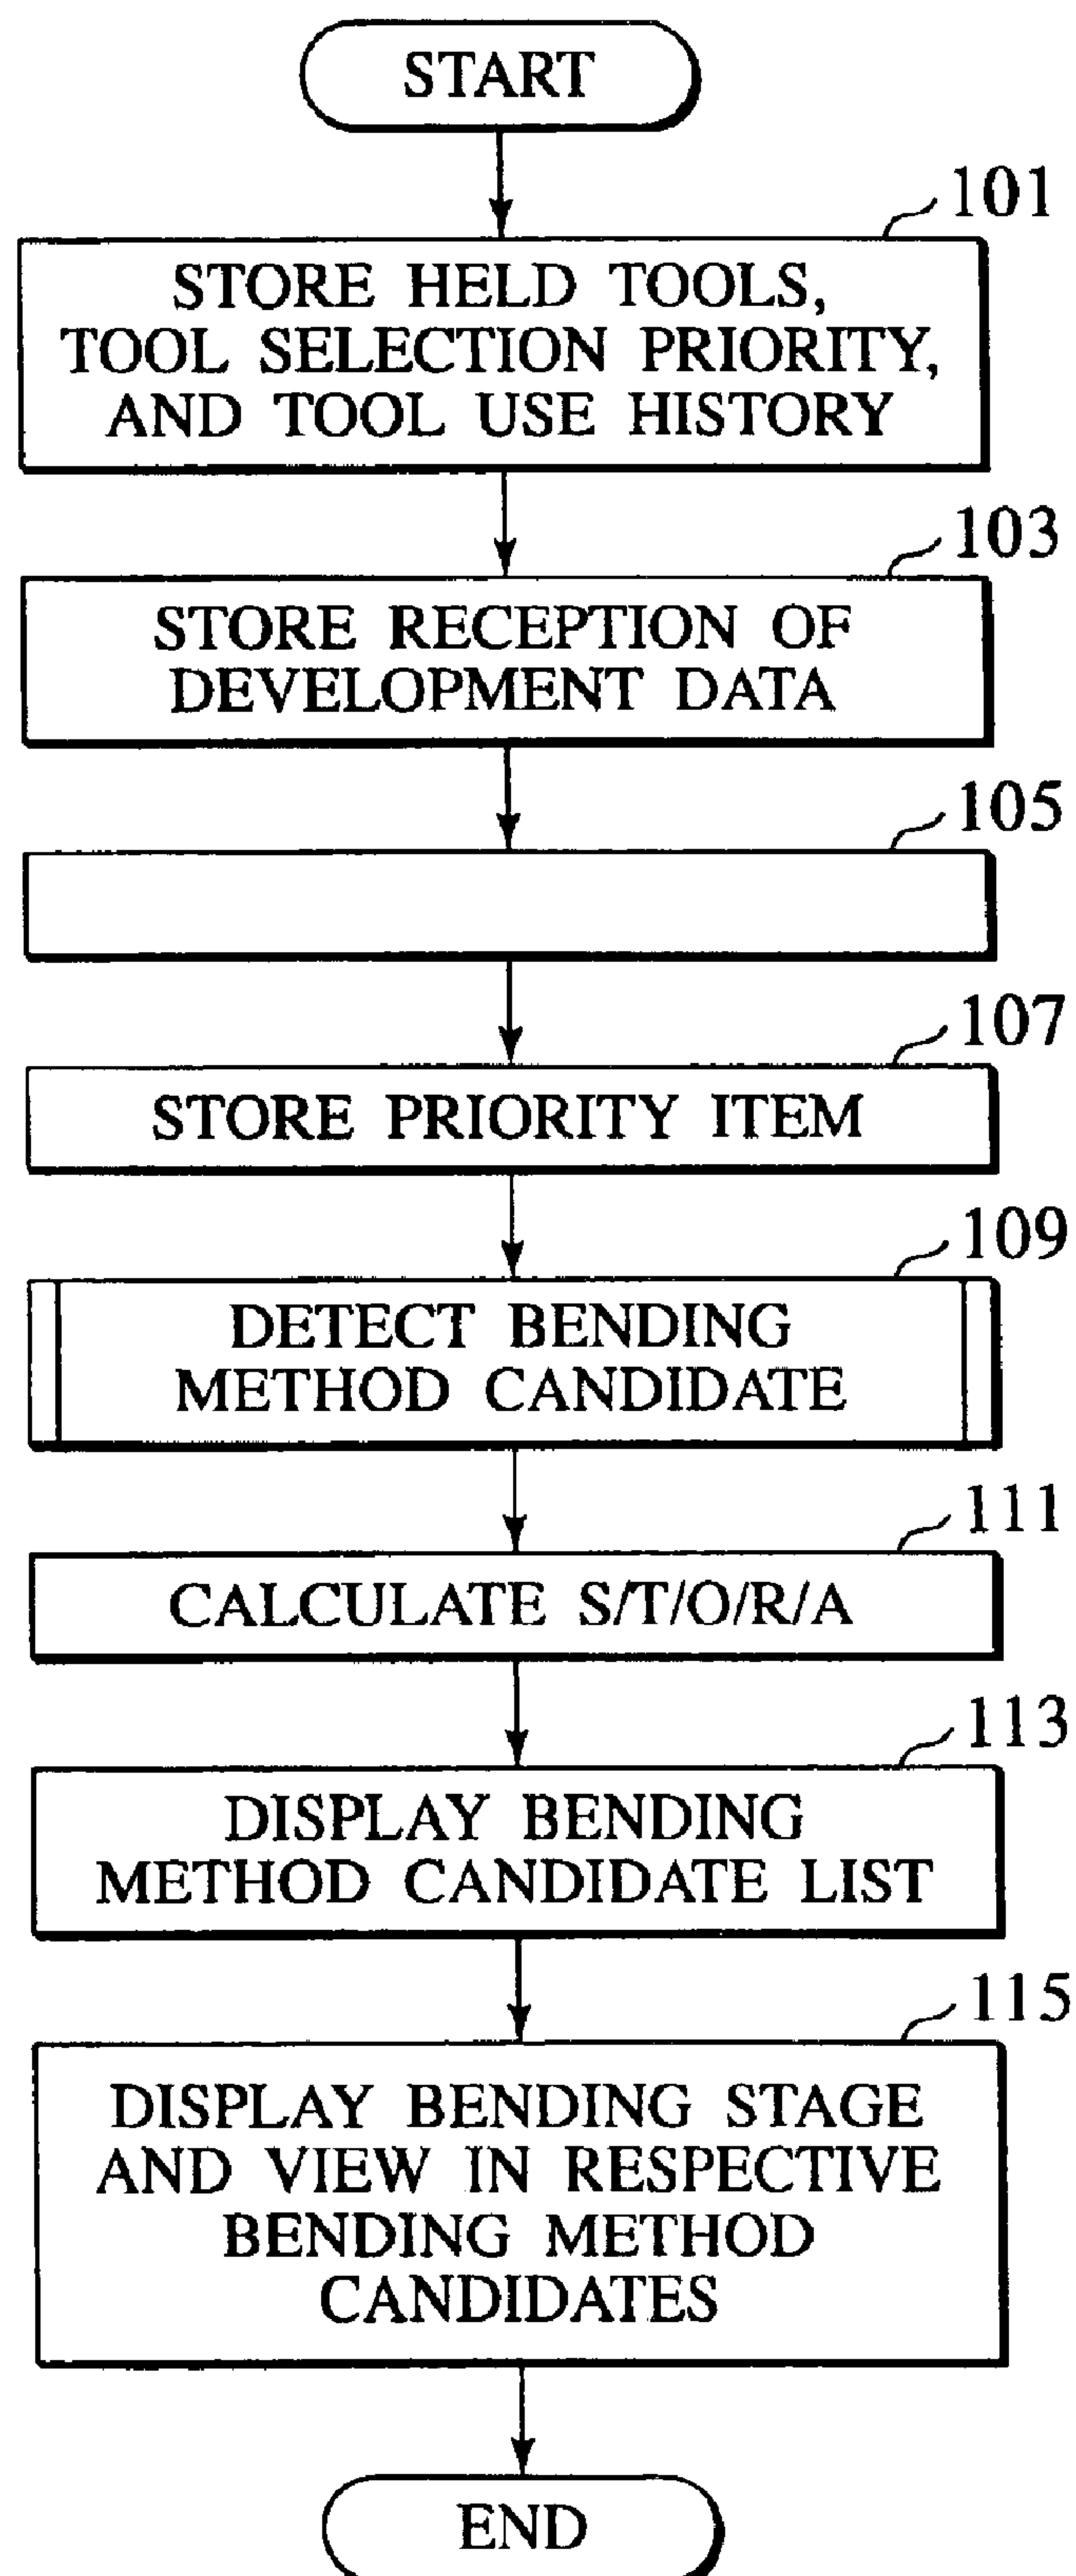 START
101
STORE HELD TOOLS,
TOOL SELECTION PRIORITY,
AND TOOL USE HISTORY
103
STORE RECEPTION OF
DEVELOPMENT DATA
105
107
STORE PRIORITY ITEM
109
DETECT BENDING
METHOD CANDIDATE
111
CALCULATE S/T/O/R/A
113
DISPLAY BENDING
METHOD CANDIDATE LIST
115
DISPLAY BENDING STAGE
AND VIEW IN RESPECTIVE
BENDING METHOD
CANDIDATES
END